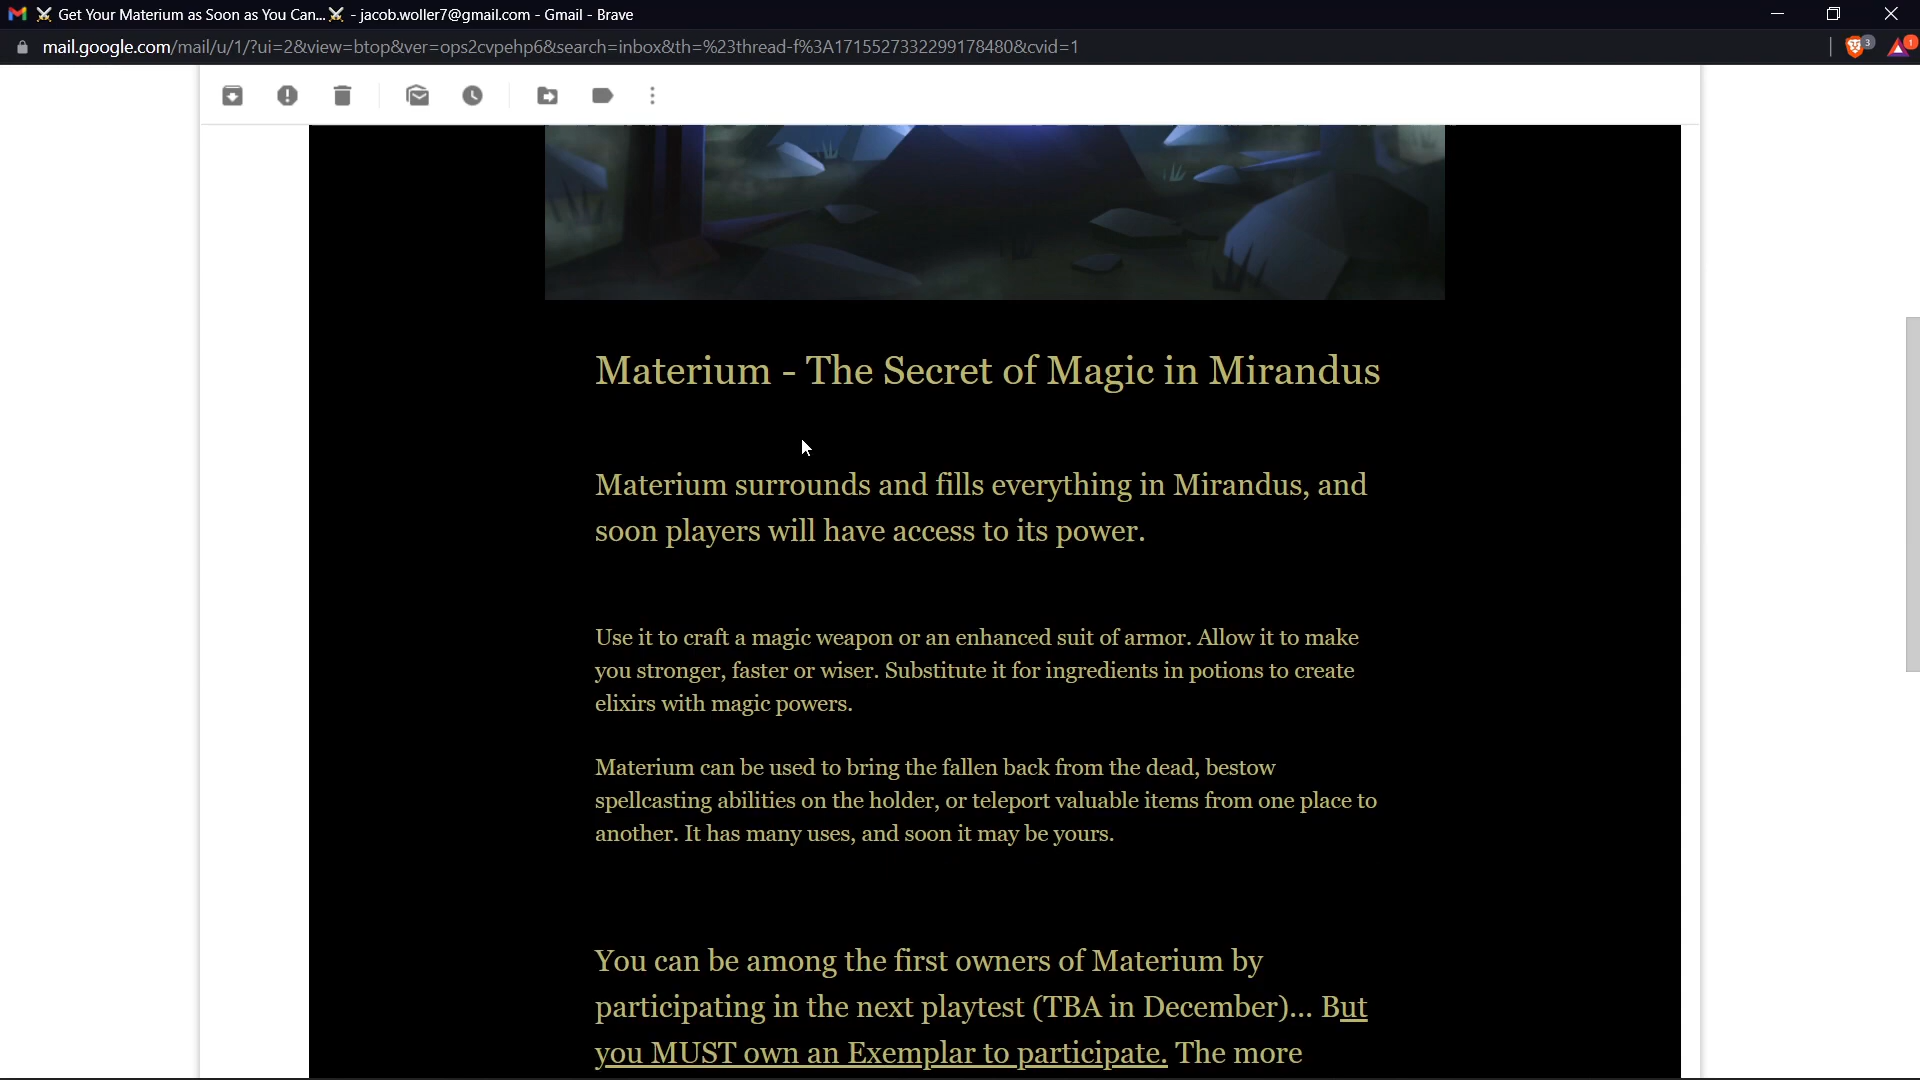 ⚔ Get Your Materium as Soon as You Can...⚔ - jacob.woller7@gmail.com - Gmail - Brave
mail.google.com/mail/u/1/?ui=2&view=btop&ver=ops2cvpehp6&search=inbox&th=%23thread-f%3A1715527332299178480&cvid=1
3
1
Materium - The Secret of Magic in Mirandus
Materium surrounds and fills everything in Mirandus, and
soon players will have access to its power.
Use it to craft a magic weapon or an enhanced suit of armor. Allow it to make
you stronger, faster or wiser. Substitute it for ingredients in potions to create
elixirs with magic powers.
Materium can be used to bring the fallen back from the dead, bestow
spellcasting abilities on the holder, or teleport valuable items from one place to
another. It has many uses, and soon it may be yours.
You can be among the first owners of Materium by
participating in the next playtest (TBA in December)... But
you MUST own an Exemplar to participate. The more